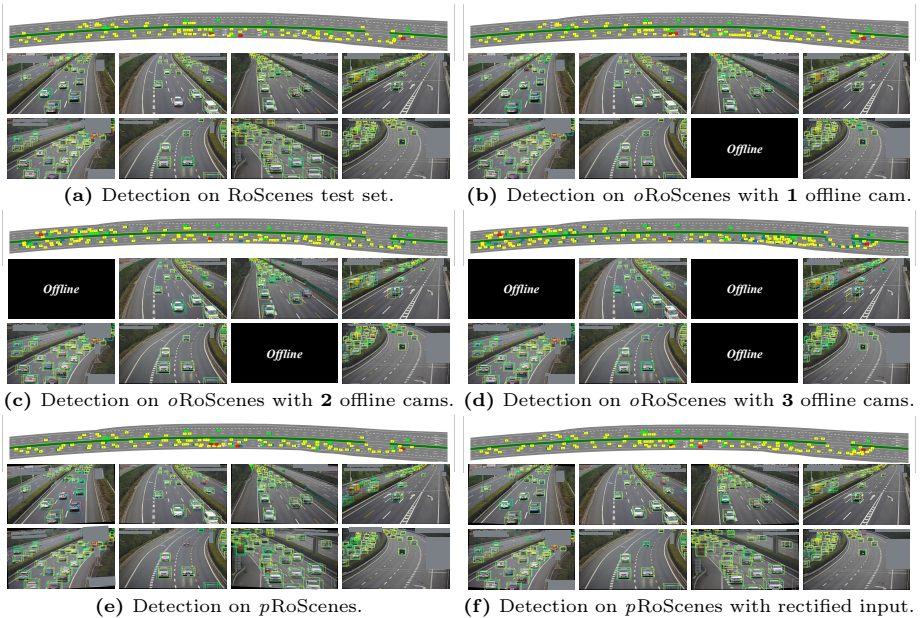 Offline
(a) Detection on RoScenes test set.
(b) Detection on oRoScenes with 1 offline cam.
Offline
Offline
Offline
Offline
Offline
(c) Detection on oRoScenes with 2 offline cams.
(d) Detection on oRoScenes with 3 offline cams.
(e) Detection on pRoScenes.
(f) Detection on pRoScenes with rectified input.